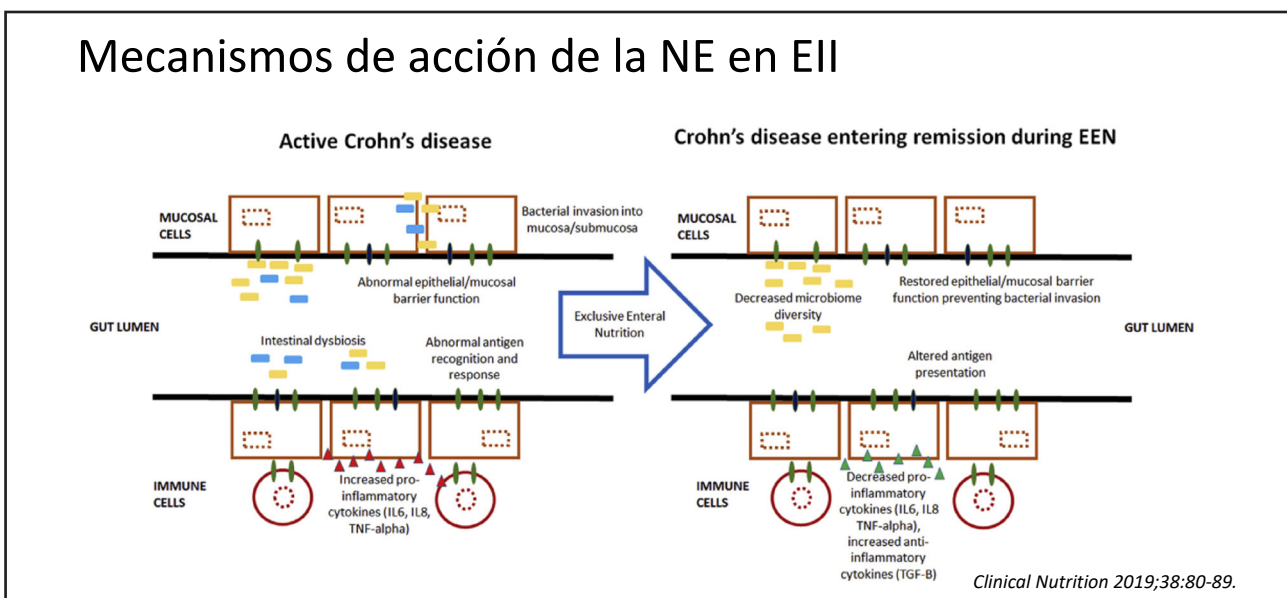 Mecanismos de acción de la NE en EII
Active Crohn's disease
MUCOSAL
CELLS
Bacterial invasion into
mucosa/submucosa
Abnormal epithelial/mucosal
barrier function
GUT LUMEN
Intestinal dysbiosis
Abnormal antigen
recognition and
response
IMMUNE
CELLS
Increased pro-
inflammatory
cytokines (IL6, IL8,
TNF-alpha)
Exclusive Enteral
Nutrition
Crohn's disease entering remission during EEN
MUCOSAL
CELLS
Decreased microbiome
diversity
Restored epithelial/mucosal barrier
function preventing bacterial invasion
GUT LUMEN
Altered antigen
presentation
IMMUNE
CELLS
Decreased pro-
inflammatory
cytokines (IL6, IL8
TNF-alpha),
increased anti-
inflammatory
cytokines (TGF-B)
Clinical Nutrition 2019;38:80-89.